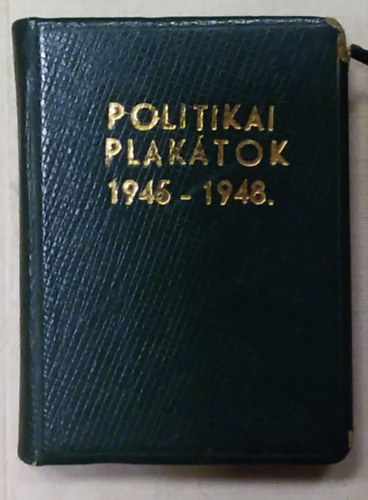 POLITIKAI
PLAKÁTOK
1945 - 1948.